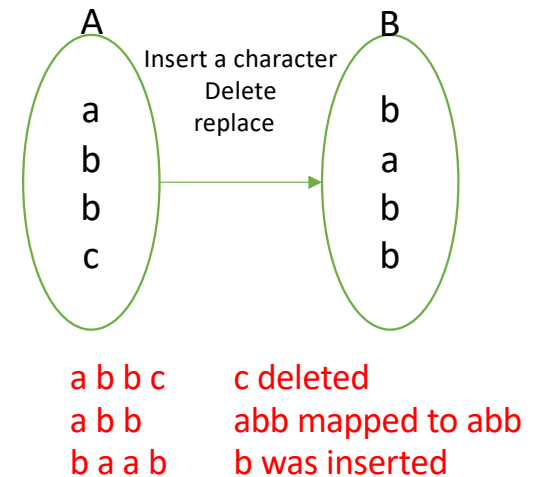 A
B
Insert a character
Delete
replace
a
b
b
c
b
a
b
b
a b b c c deleted
a b b abb mapped to abb
b a a b b was inserted